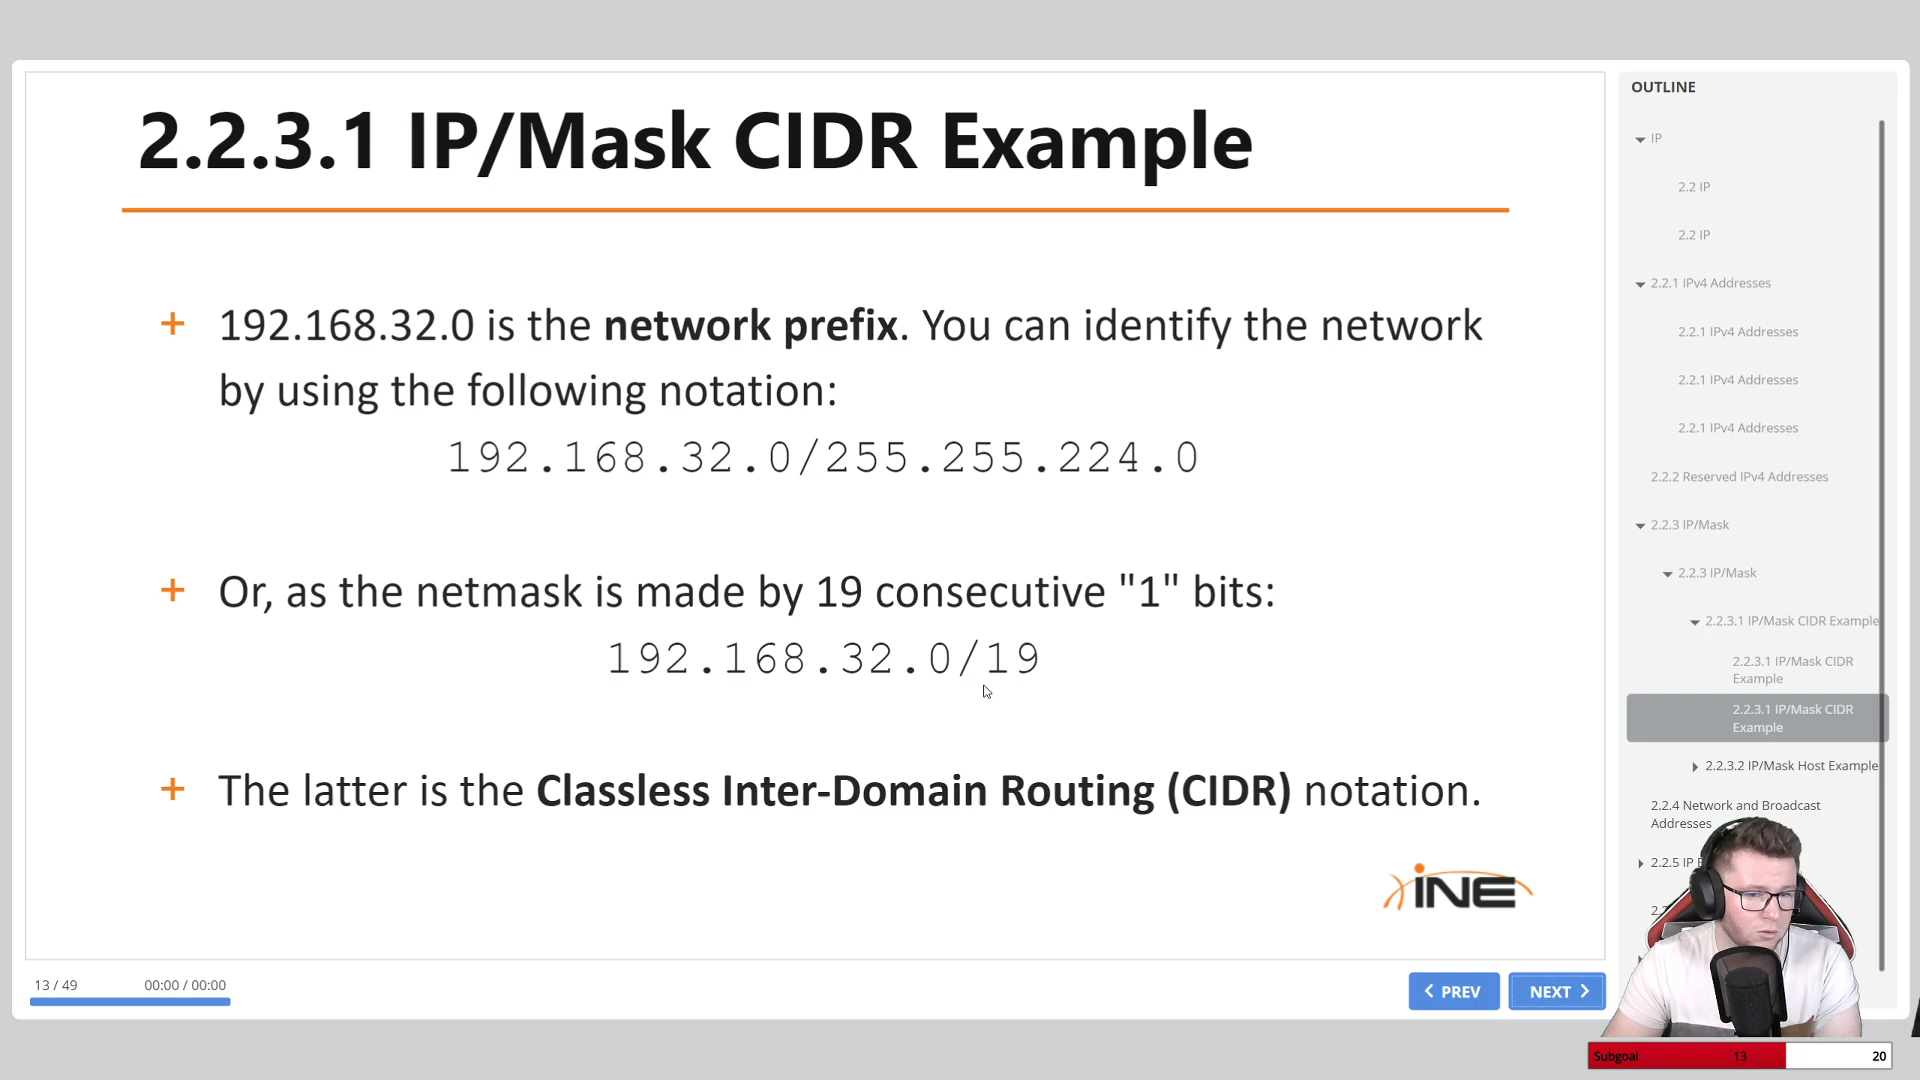 2.2.3.1 IP/Mask CIDR Example
+ 192.168.32.0 is the network prefix. You can identify the network
by using the following notation:
192.168.32.0/255.255.224.0
+ Or, as the netmask is made by 19 consecutive "1" bits:
192.168.32.0/19
+ The latter is the Classless Inter-Domain Routing (CIDR) notation.
INE
13 / 49
00:00 / 00:00
PREV
NEXT
OUTLINE
IP
2.2 IP
2.2 IP
2.2.1 IPv4 Addresses
2.2.1 IPv4 Addresses
2.2.1 IPv4 Addresses
2.2.1 IPv4 Addresses
2.2.2 Reserved IPv4 Addresses
2.2.3 IP/Mask
2.2.3 IP/Mask
2.2.3.1 IP/Mask CIDR Example
2.2.3.1 IP/Mask CIDR
Example
2.2.3.1 IP/Mask CIDR
Example
2.2.3.2 IP/Mask Host Example
2.2.4 Network and Broadcast
Addresses
2.2.5 IP
Subgoal 13 20